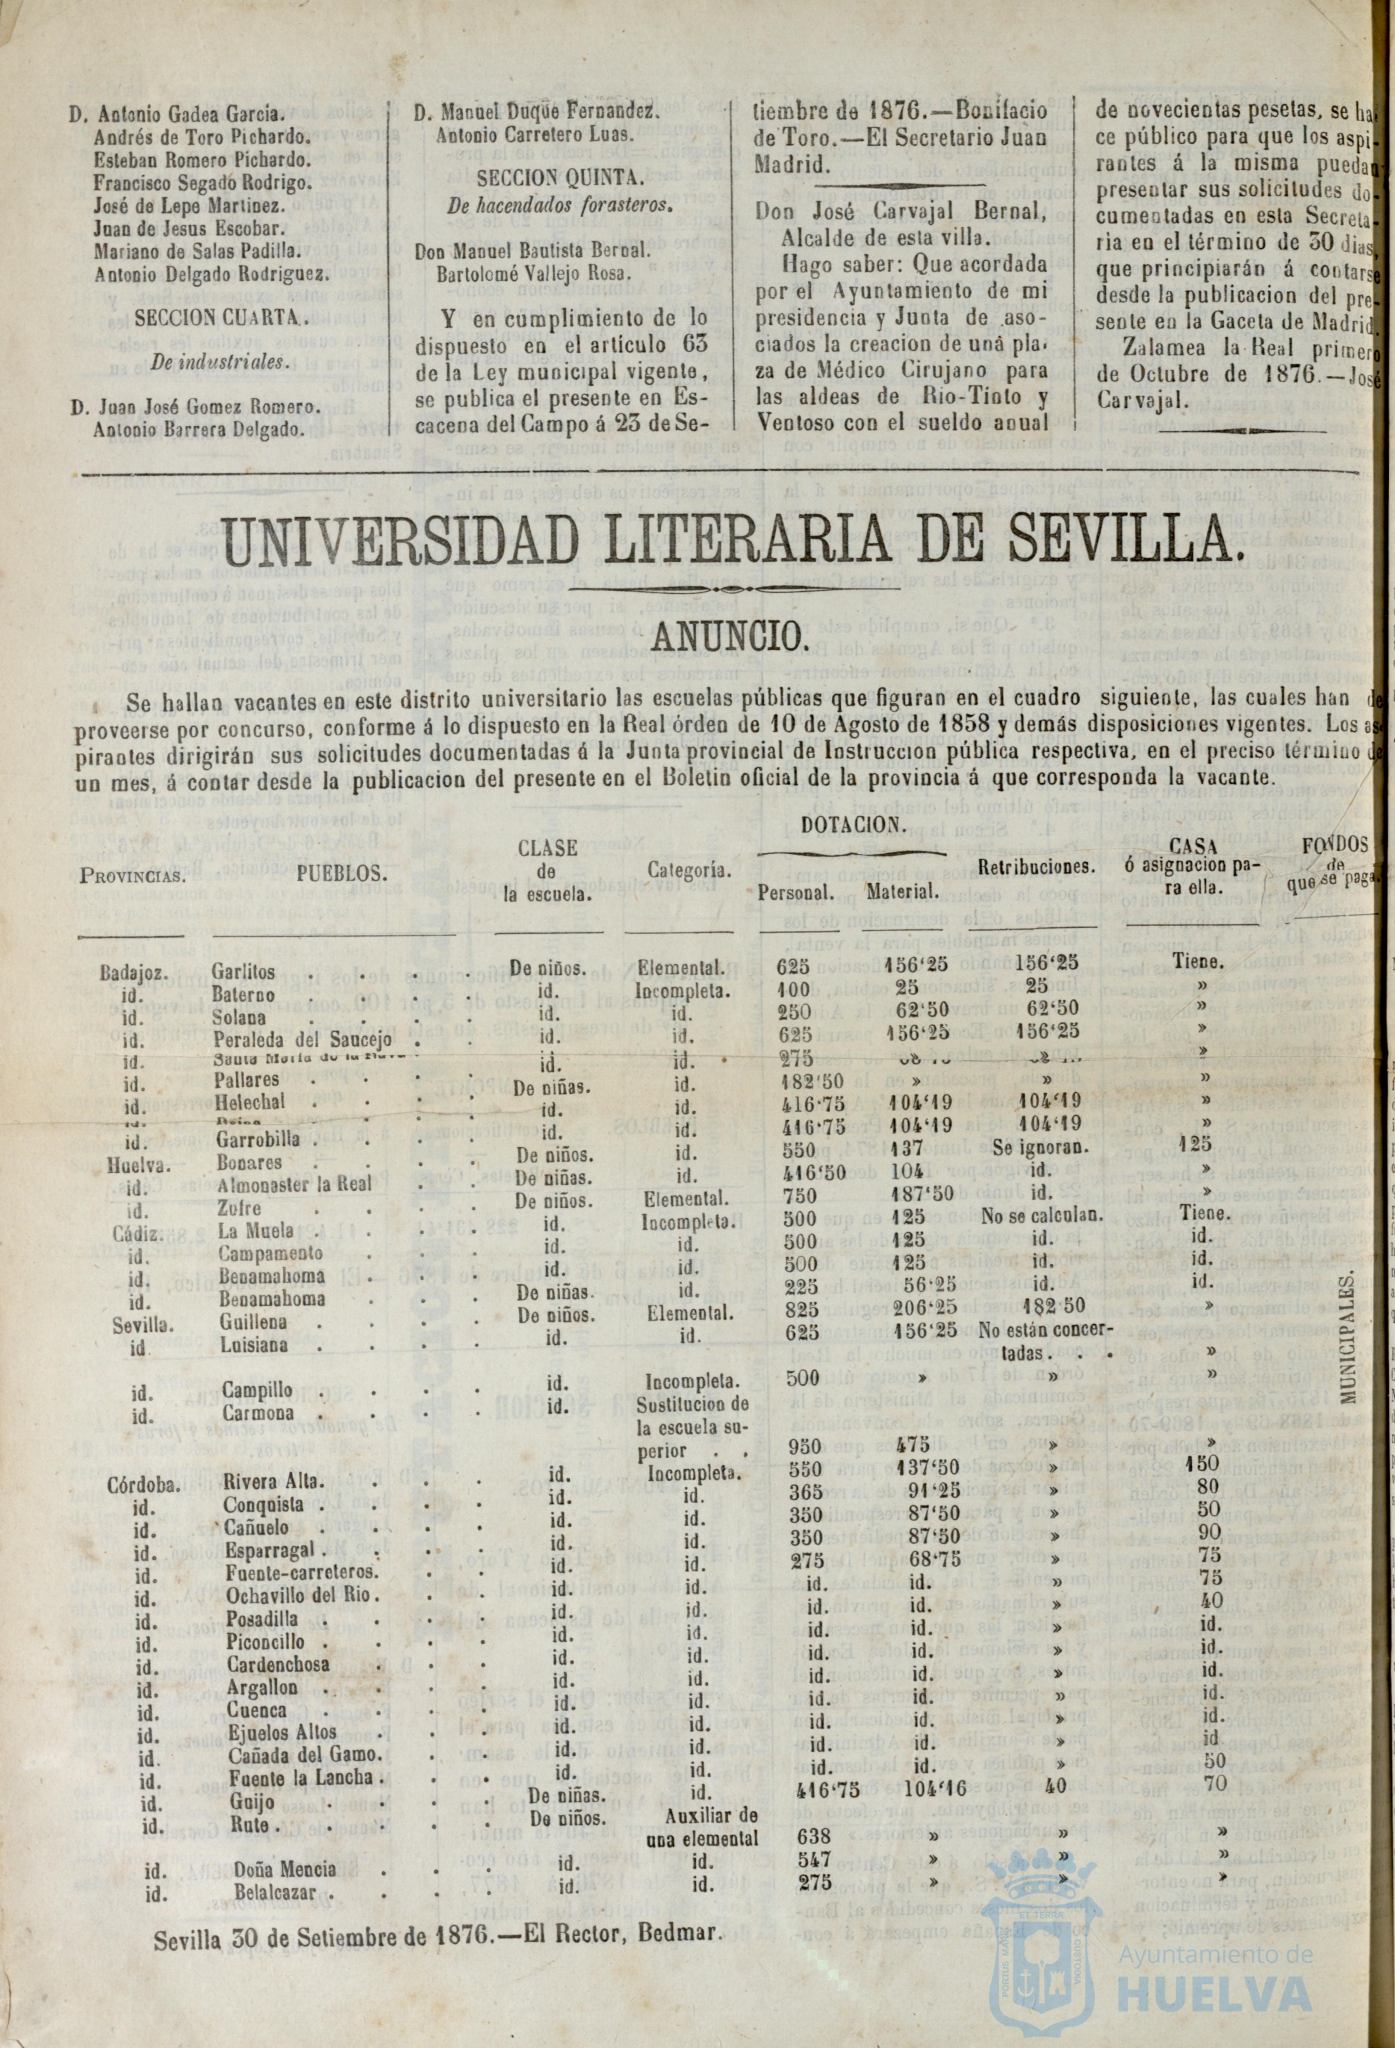 D. Antonio Gadea Garcia.
Andrés de Toro Pichardo.
Esteban Romero Pichardo.
Francisco Segado Rodrigo.
José de Lepe Martinez.
Juan de Jesus Escobar.
Mariano de Salas Padilla.
Antonio Delgado Rodriguez.
SECCION CUARTA.
De industriales.
D. Juan José Gomez Romero.
Antonio Barrera Delgado.
D. Manuel Duque Fernandez.
Antonio Carretero Luas.
SECCION QUINTA.
De hacendados forasteros.
Don Manuel Bautista Bernal.
Bartolomé Vallejo Rosa.
Y en cumplimiento de lo
dispuesto en el artículo 63
de la Ley municipal vigente,
se publica el presente en Es-
cacena del Campo á 23 de Se-
tiembre de 1876.—Bonifacio
de Toro.—El Secretario Juan
Madrid.
Don José Carvajal Bernal,
Alcalde de esta villa.
Hago saber: Que acordada
por el Ayuntamiento de mi
presidencia y Junta de aso-
ciados la creacion de una pla-
za de Médico Cirujano para
las aldeas de Rio-Tinto y
Ventoso con el sueldo anual
de novecientas pesetas, se ha-
ce público para que los aspi-
rantes á la misma puedan
presentar sus solicitudes do-
cumentadas en esta Secreta-
ria en el término de 30 dias,
que principiarán á contarse
desde la publicacion del pre-
sente en la Gaceta de Madrid.
Zalamea la Real primero
de Octubre de 1876.—José
Carvajal.
UNIVERSIDAD LITERARIA DE SEVILLA.
ANUNCIO.
Se hallan vacantes en este distrito universitario las escuelas públicas que figuran en el cuadro siguiente, las cuales han de
proveerse por concurso, conforme á lo dispuesto en la Real órden de 10 de Agosto de 1858 y demás disposiciones vigentes. Los as-
pirantes dirigirán sus solicitudes documentadas á la Junta provincial de Instruccion pública respectiva, en el preciso término de
un mes, á contar desde la publicacion del presente en el Boletin oficial de la provincia á que corresponda la vacante.
PROVINCIAS. PUEBLOS. CLASE de la escuela. Categoría. DOTACION. Personal. Material. Retribuciones. CASA ó asignacion pa-ra ella. FONDOS de que se paga.
Badajoz. Garlitos . . . . De niños. Elemental. 625 156‘25 156‘25 Tiene.
id. Baterno . . . . id. Incompleta. 100 25 25 »
id. Solana . . . . id. id. 250 62‘50 62‘50 »
id. Peraleda del Saucejo . . id. id. 625 156‘25 156‘25 »
id. Santa María de la id. id. 275 »
id. Pallares . . . . De niñas. id. 182‘50 » » »
id. Helechal . . . . id. id. 416‘75 104‘19 104‘19 »
id. id. 416‘75 104‘19 104‘19 »
id. Garrobilla . . . . De niños. id. 550 137 Se ignoran. 125
Huelva. Bonares . . . . De niñas. id. 416‘50 104 id. »
id. Almonaster la Real . . De niños. Elemental. 750 187‘50 id. »
id. Zufre . . . . id. Incompleta. 500 125 No se calculan. Tiene.
Cádiz. La Muela . . . . id. id. 500 125 id. id.
id. Campamento . . . id. id. 500 125 id. id.
id. Benamahoma . . . De niñas. id. 225 56‘25 id. id.
id. Benamahoma . . . De niños. Elemental. 825 206‘25 182 50 »
Sevilla. Guillena . . . . id. id. 625 156‘25 No están concer-
id Luisiana . . . . tadas . . . »
id. Campillo . . . . id. Incompleta. 500 » » »
id. Carmona . . . . id. Sustitucion de
la escuela su-
perior . . 950 475 » »
Córdoba. Rivera Alta. . . . id. Incompleta. 550 137‘50 » 150
id. Conquista . . . . id. id. 365 91‘25 » 80
id. Cañuelo . . . . id. id. 350 87‘50 » 50
id. Esparragal . . . . id. id. 350 87‘50 » 90
id. Fuente-carreteros. . . id. id. 275 68‘75 » 75
id. Ochavillo del Rio . . . id. id. id. id. » 75
id. Posadilla . . . . id. id. id. id. » 40
id. Piconcillo . . . . id. id. id. id. » id.
id. Cardenchosa . . . id. id. id. id. » id.
id. Argallon . . . . id. id. id. id. » id.
id. Cuenca . . . . id. id. id. id. » id.
id. Ejuelos Altos . . . id. id. id. id. » id.
id. Cañada del Gamo. . . id. id. id. id. » id
id. Fuente la Lancha . . . id. id. id. id. » 50
id. Guijo . . . . De niñas. id. 416‘75 104‘16 40 70
id. Rute . . . . . De niños. Auxiliar de
una elemental 638 » » »
id. Doña Mencia . . . id. id. 547 » » »
id. Belalcazar . . . . id. id. 275 » » »
MUNICIPALES.
Sevilla 30 de Setiembre de 1876.—El Rector, Bedmar.
Ayuntamiento de
HUELVA